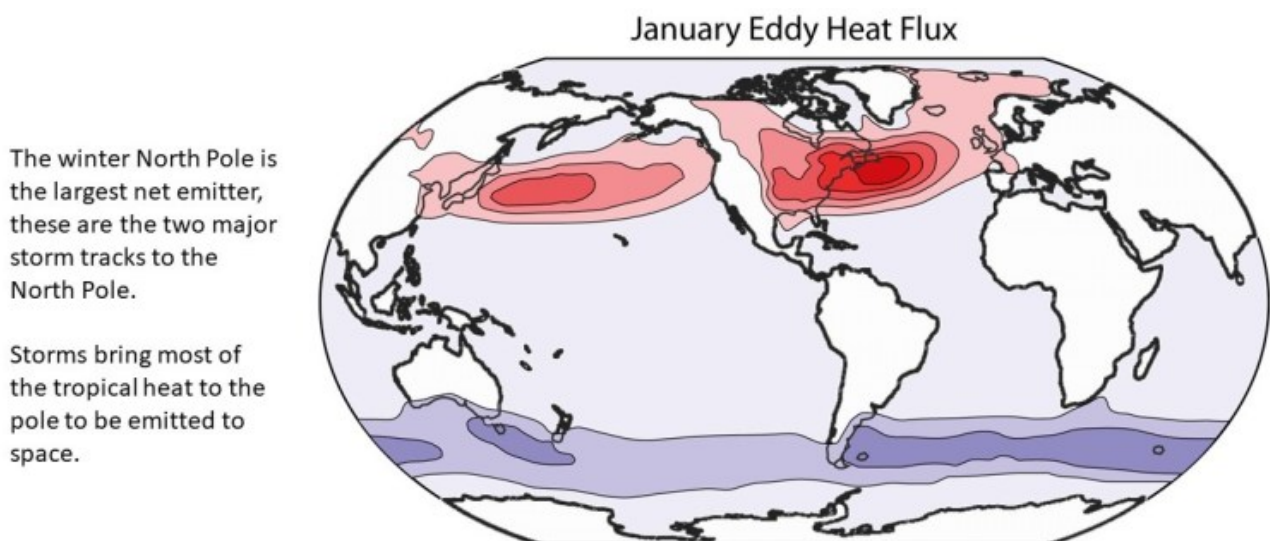 January Eddy Heat Flux
The winter North Pole is
the largest net emitter,
these are the two major
storm tracks to the
North Pole.
Storms bring most of
the tropical heat to the
pole to be emitted to
space.